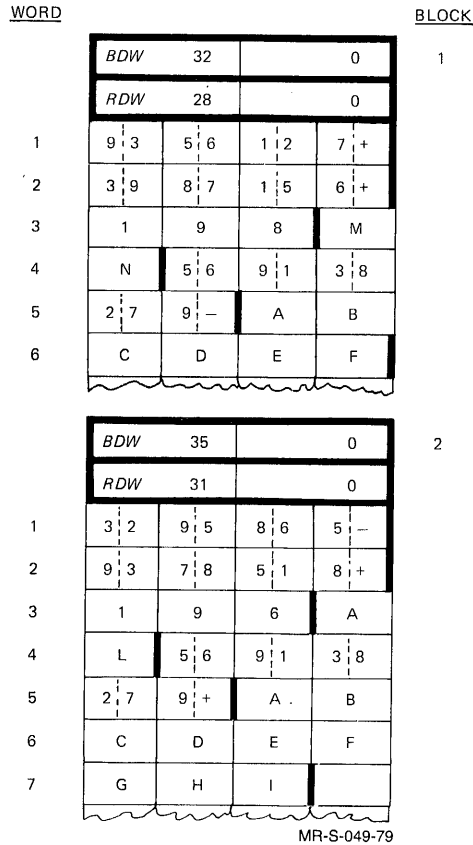 WORD BLOCK
BDW 32 0 1
RDW 28 0
1 9 3 5 6 1 2 7 +
2 3 9 8 7 1 5 6 +
3 1 9 8 M
4 N 5 6 9 1 3 8
5 2 7 9 − A B
6 C D E F
BDW 35 0 2
RDW 31 0
1 3 2 9 5 8 6 5 −
2 9 3 7 8 5 1 8 +
3 1 9 6 A
4 L 5 6 9 1 3 8
5 2 7 9 + A B
6 C D E F
7 G H I
MR-S-049-79